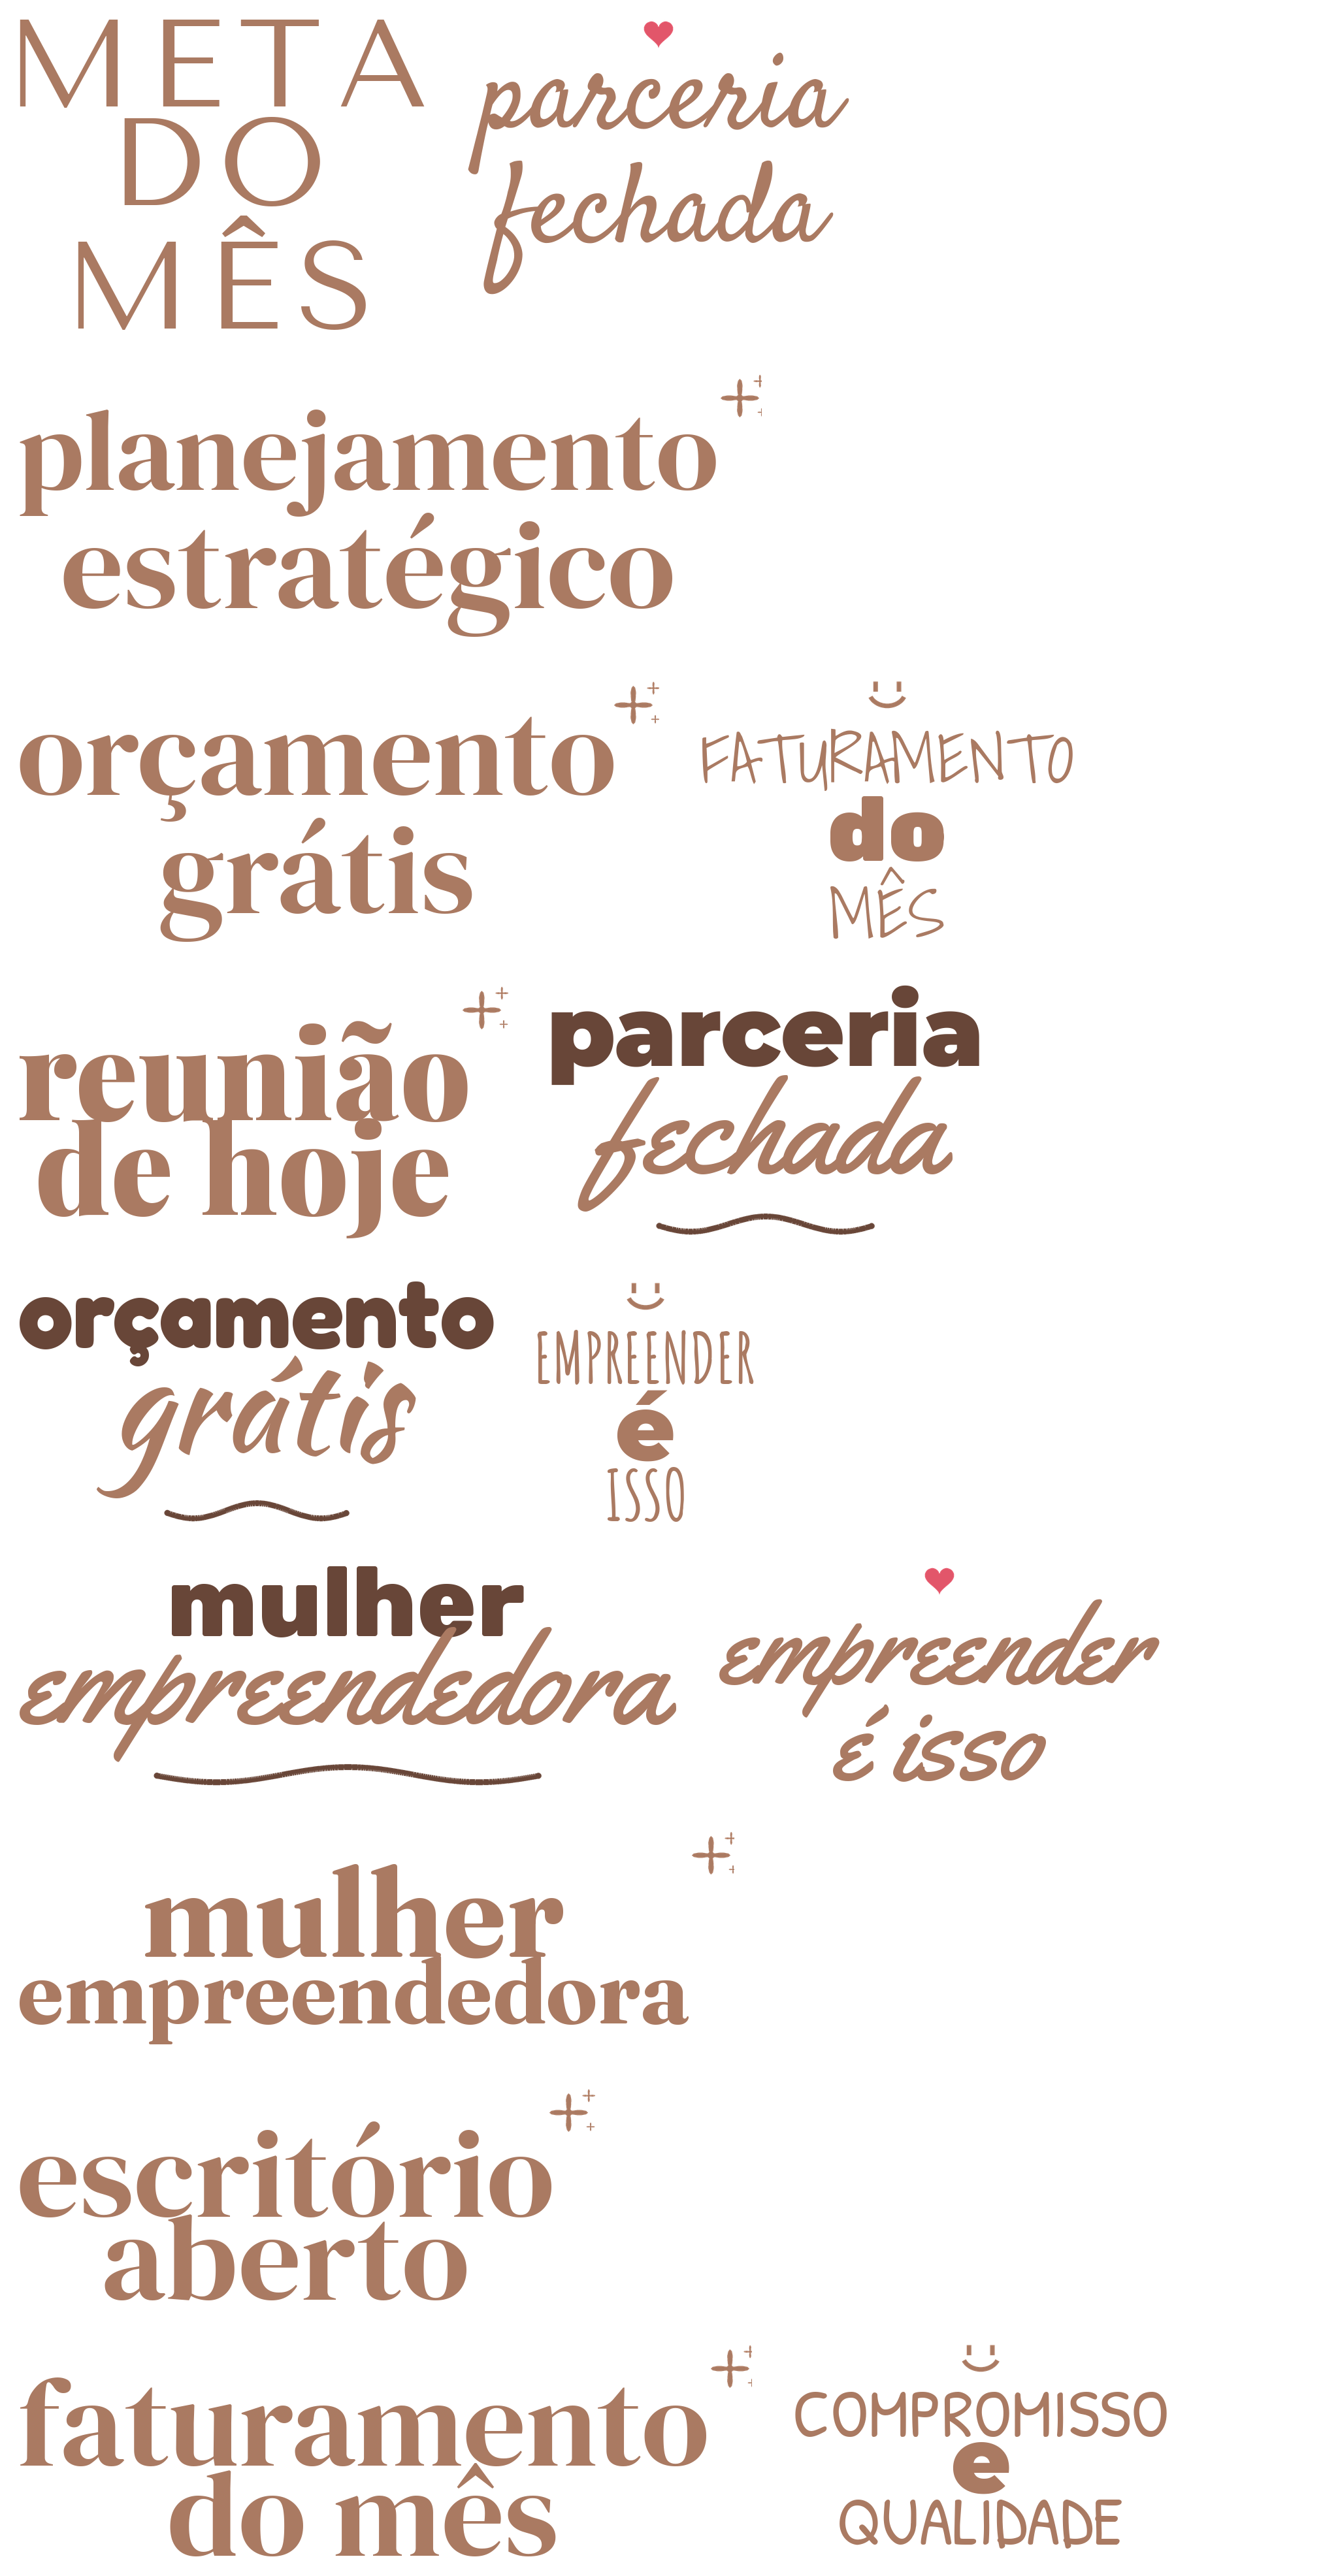 META
DO
MÊS
parceria
fechada
planejamento
estratégico
orçamento
grátis
FATURAMENTO
do
MÊS
reunião
de hoje
parceria
fechada
orçamento
grátis
EMPREENDER
é
ISSO
mulher
empreendedora
empreender
é isso
mulher
empreendedora
escritório
aberto
faturamento
do mês
COMPROMISSO
e
QUALIDADE